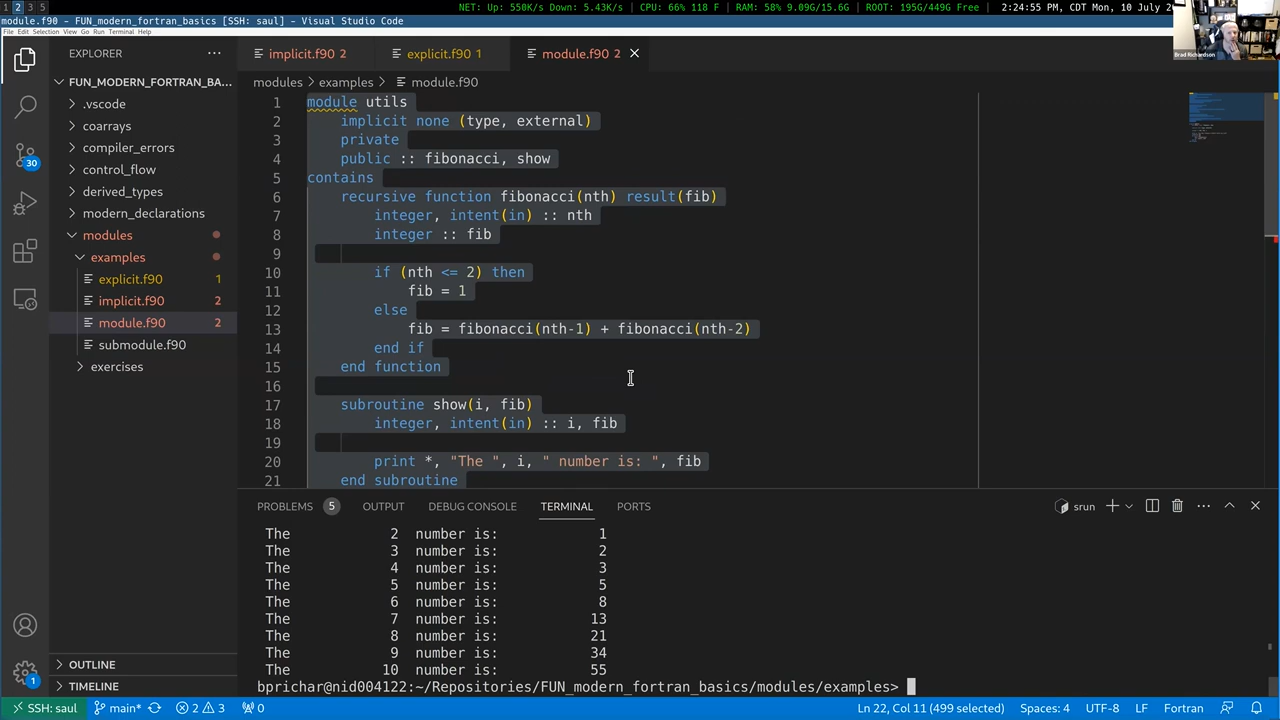 1 2 3 5
NET: Up: 550K/s Down: 5.43K/s | CPU: 66% 118 F | RAM: 58% 9.09G/15.6G | ROOT: 195G/449G Free | 2:24:55 PM, CDT Mon, 10 July
module.f90 - FUN_modern_fortran_basics [SSH: saul] - Visual Studio Code
File Edit Selection View Go Run Terminal Help
Brad Richardson
EXPLORER ···
implicit.f90 2 explicit.f90 1 module.f90 2
FUN_MODERN_FORTRAN_BA...
modules > examples > module.f90
.vscode
coarrays
compiler_errors
control_flow
derived_types
modern_declarations
modules
examples
explicit.f90 1
implicit.f90 2
module.f90 2
submodule.f90
exercises
30
1 module utils
2 implicit none (type, external)
3 private
4 public :: fibonacci, show
5 contains
6 recursive function fibonacci(nth) result(fib)
7 integer, intent(in) :: nth
8 integer :: fib
9
10 if (nth <= 2) then
11 fib = 1
12 else
13 fib = fibonacci(nth-1) + fibonacci(nth-2)
14 end if
15 end function
16
17 subroutine show(i, fib)
18 integer, intent(in) :: i, fib
19
20 print *, "The ", i, " number is: ", fib
21 end subroutine
PROBLEMS 5 OUTPUT DEBUG CONSOLE TERMINAL PORTS srun
The 2 number is: 1
The 3 number is: 2
The 4 number is: 3
The 5 number is: 5
The 6 number is: 8
The 7 number is: 13
The 8 number is: 21
The 9 number is: 34
The 10 number is: 55
bprichar@nid004122:~/Repositories/FUN_modern_fortran_basics/modules/examples>
OUTLINE
TIMELINE
1
SSH: saul main* 2 3 0 Ln 22, Col 11 (499 selected) Spaces: 4 UTF-8 LF Fortran